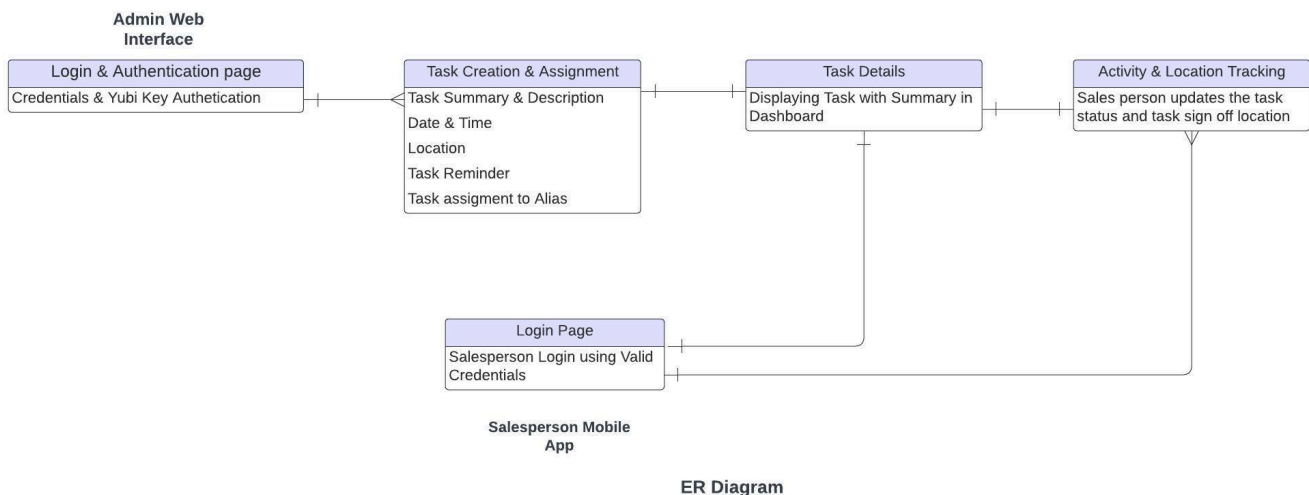 Admin Web
Interface
Login & Authentication page
Credentials & Yubi Key Authetication
Task Creation & Assignment
Task Summary & Description
Date & Time
Location
Task Reminder
Task assigment to Alias
Task Details
Displaying Task with Summary in
Dashboard
Activity & Location Tracking
Sales person updates the task
status and task sign off location
Login Page
Salesperson Login using Valid
Credentials
Salesperson Mobile
App
ER Diagram